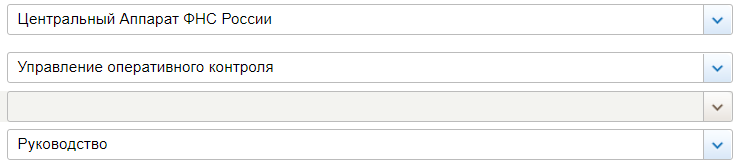 Центральный Аппарат ФНС России
Управление оперативного контроля
Руководство